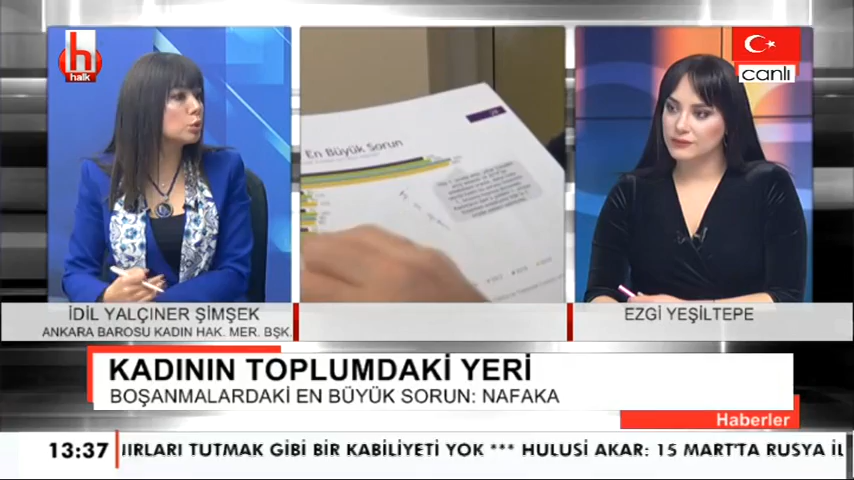 h
halk
canlı
En Büyük Sorun
İDİL YALÇINER ŞİMŞEK
ANKARA BAROSU KADIN HAK. MER. BŞK.
EZGİ YEŞİLTEPE
KADININ TOPLUMDAKİ YERİ
BOŞANMALARDAKİ EN BÜYÜK SORUN: NAFAKA
Haberler
13:37 IRLARI TUTMAK GİBİ BİR KABİLİYETİ YOK *** HULUSİ AKAR: 15 MART'TA RUSYA İL